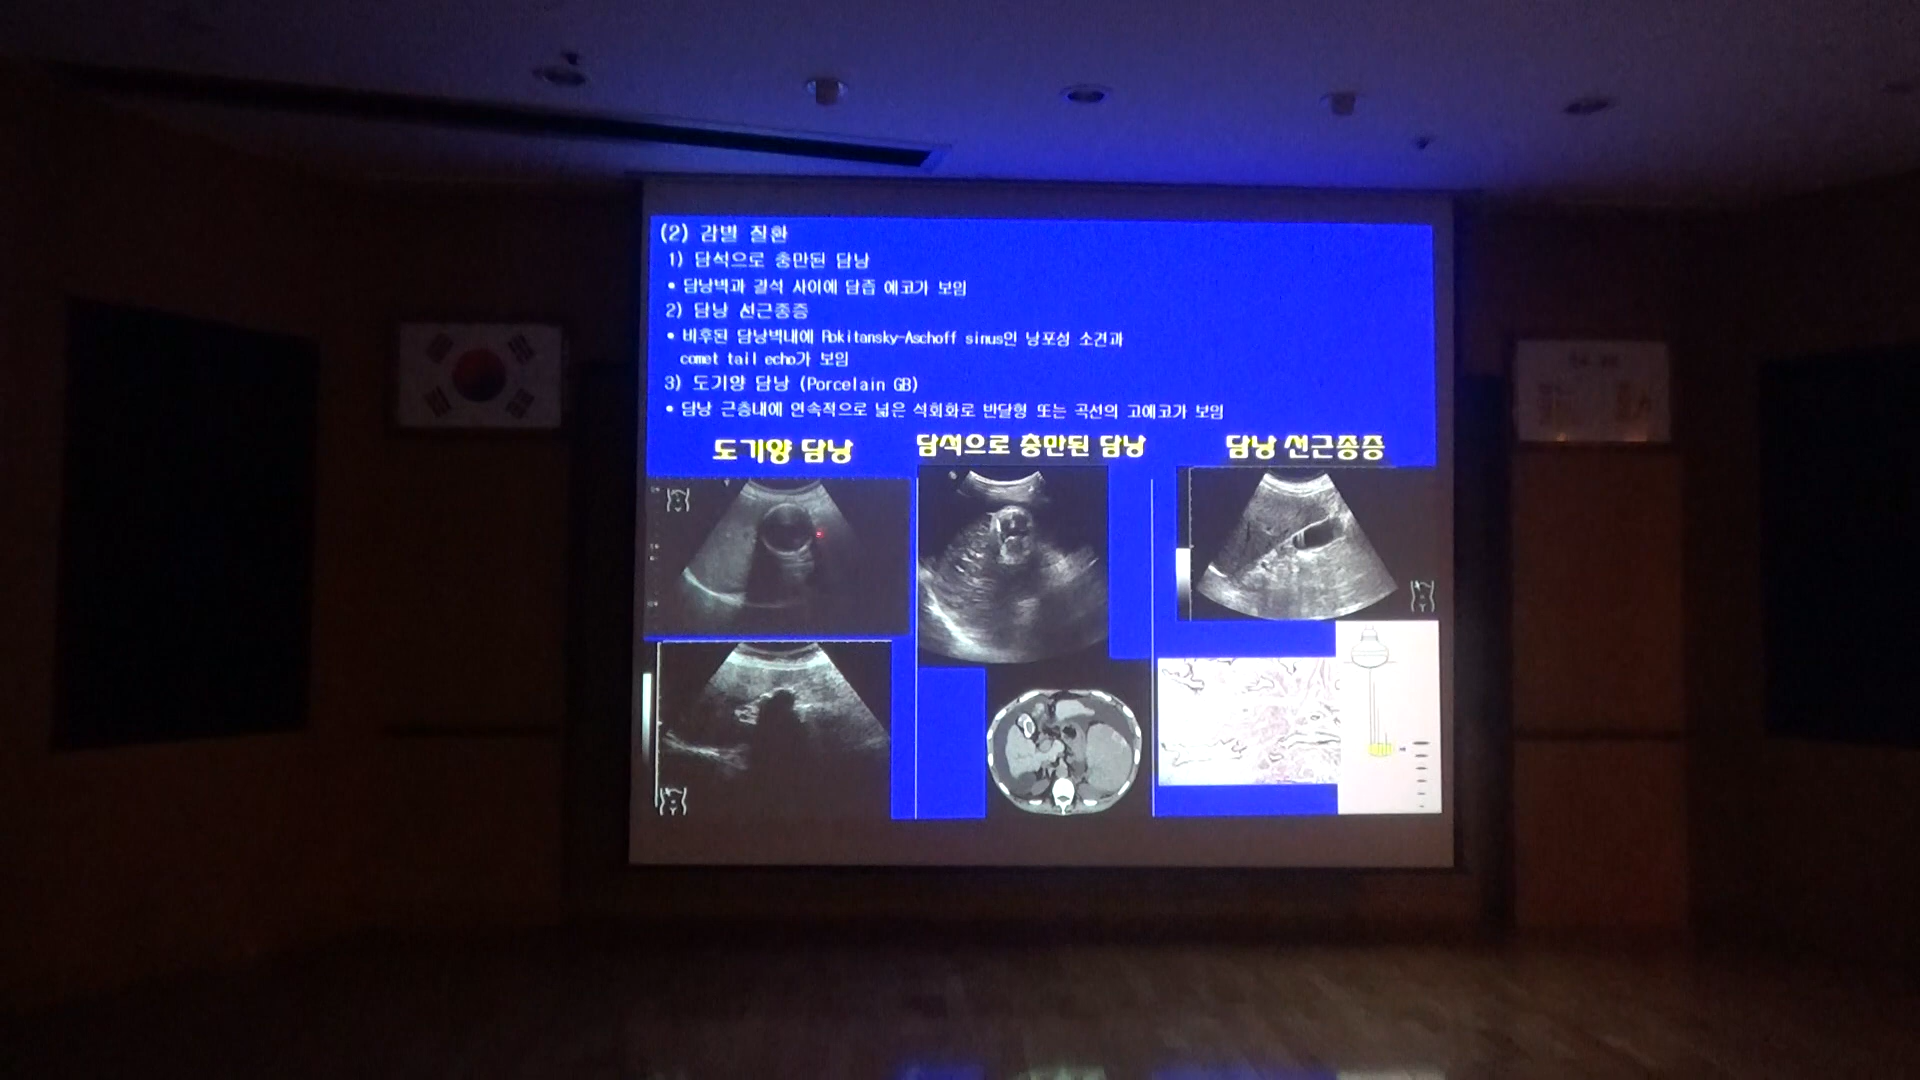 (2) 감별 질환
1) 담석으로 충만된 담낭
• 담낭벽과 결석 사이에 담즙 에코가 보임
2) 담낭 선근종증
• 비후된 담낭벽내에 Rokitansky-Aschoff sinus인 낭포성 소견과
comet tail echo가 보임
3) 도기양 담낭 (Porcelain GB)
• 담낭 근층내에 연속적으로 넓은 석회화로 반달형 또는 곡선의 고에코가 보임
도기양 담낭
담석으로 충만된 담낭
담낭 선근종증